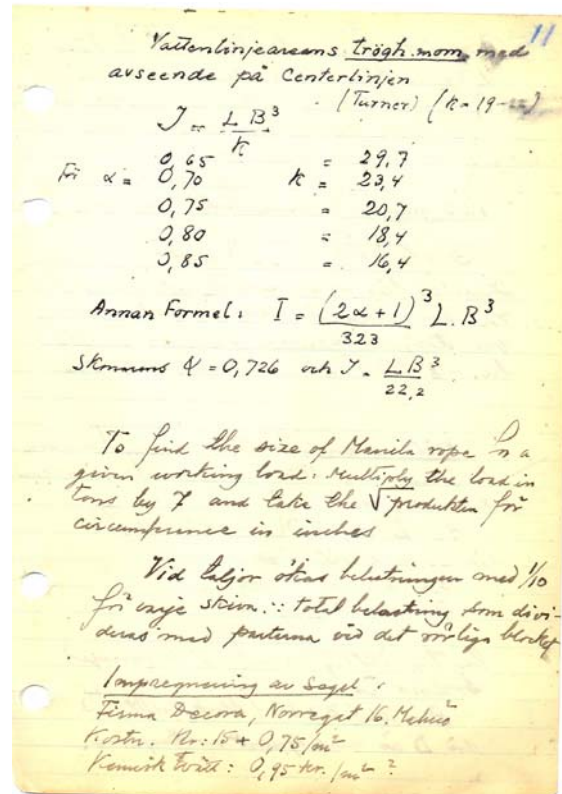 11
Vattenlinjeareans trögh.mom. med
avseende på Centerlinjen
(Turner) (k = 19-
J = L B³ / k
För α = 0,65 k = 29,7
0,70 = 23,4
0,75 = 20,7
0,80 = 18,4
0,85 = 16,4
Annan Formel: I = (2α+1)³ L. B³ / 323
α = 0,726 och J = LB³ / 22,2
To find the size of Manila rope for a
given working load: Multiply the load in
tons by 7 and take the √ produkten för
circumference in inches
Vid taljor ökas belastningen med 1/10
för varje skiva ∴ total belastning som divi-
deras med parterna vid det rörliga blocket
Impregnering av Segel:
Firma Decora, Norregat 16. Malmö
Kostn. Kr: 15 + 0,75/m²
Kemisk tvätt: 0,95 kr. /m² ?